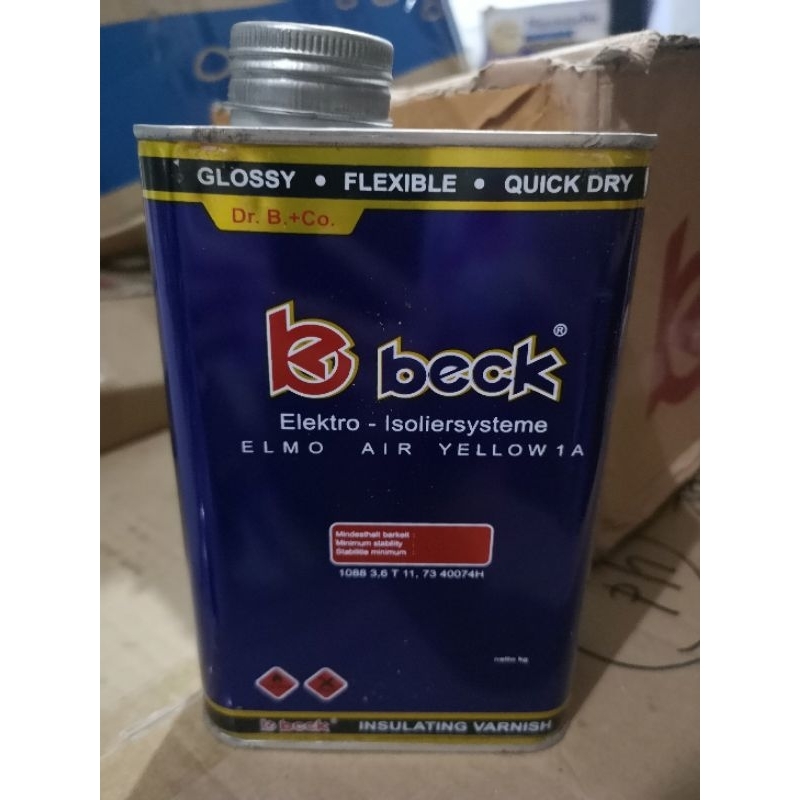 GLOSSY • FLEXIBLE • QUICK DRY
Dr. B.+Co.
beck®
Elektro - Isoliersysteme
ELMO AIR YELLOW 1A
Mindesthalt barkeit :
Minimum stability :
Stabilitie minimum :
1088 3,6 T 11, 73 40074H
netto kg
beck®
INSULATING VARNISH